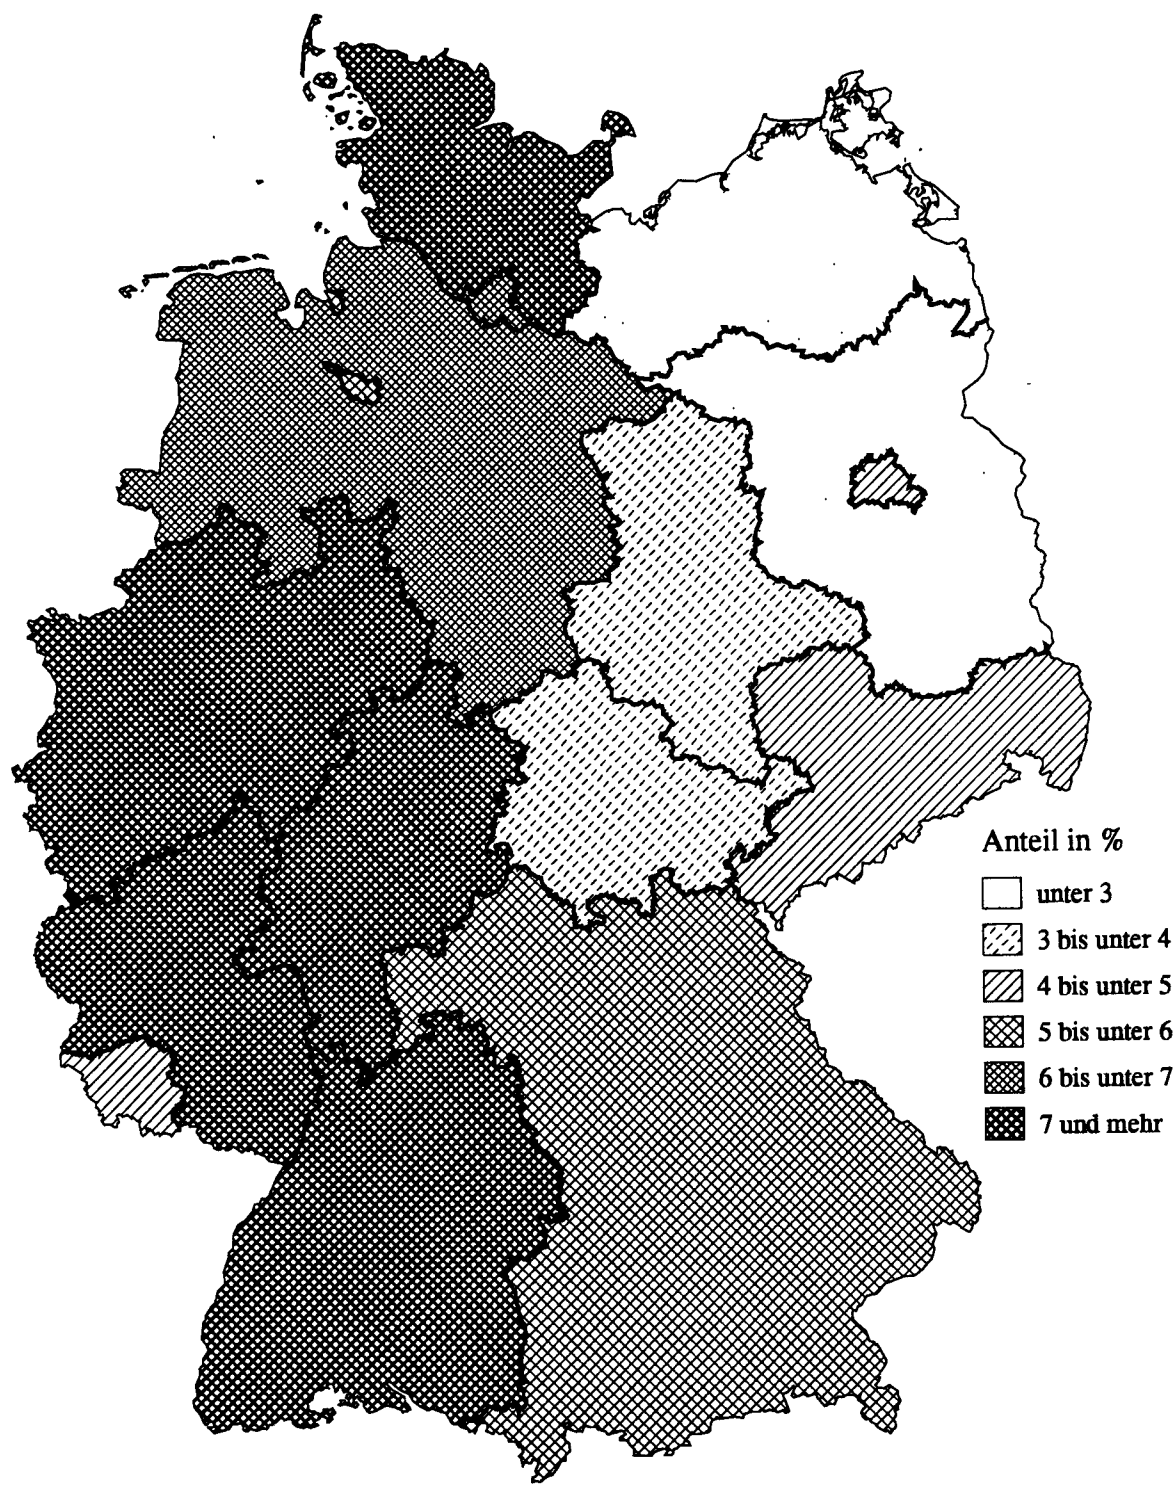 Anteil in %
unter 3
3 bis unter 4
4 bis unter 5
5 bis unter 6
6 bis unter 7
7 und mehr